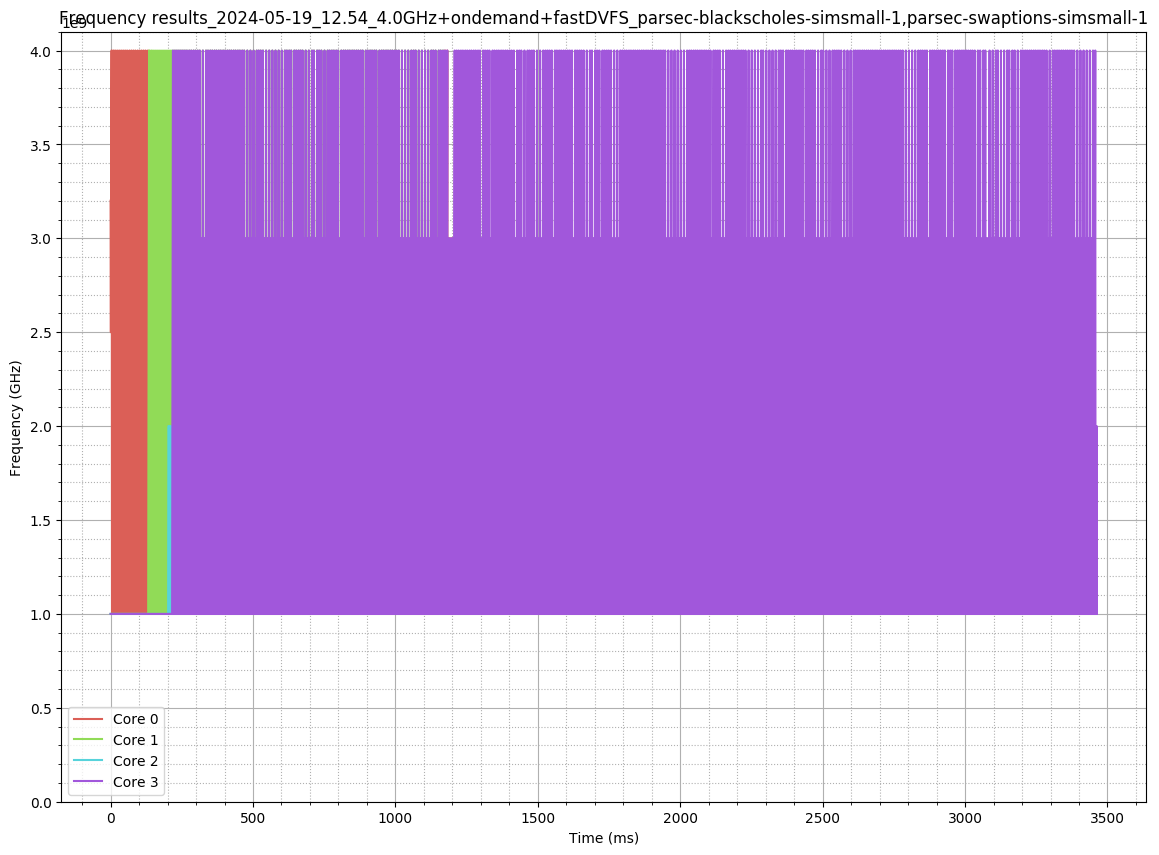 Frequency results_2024-05-19_12.54_4.0GHz+ondemand+fastDVFS_parsec-blackscholes-simsmall-1,parsec-swaptions-simsmall-1
1e9
4.0
3.5
3.0
2.5
2.0
1.5
1.0
0.5
0.0
Frequency (GHz)
Core 0
Core 1
Core 2
Core 3
0 500 1000 1500 2000 2500 3000 3500
Time (ms)